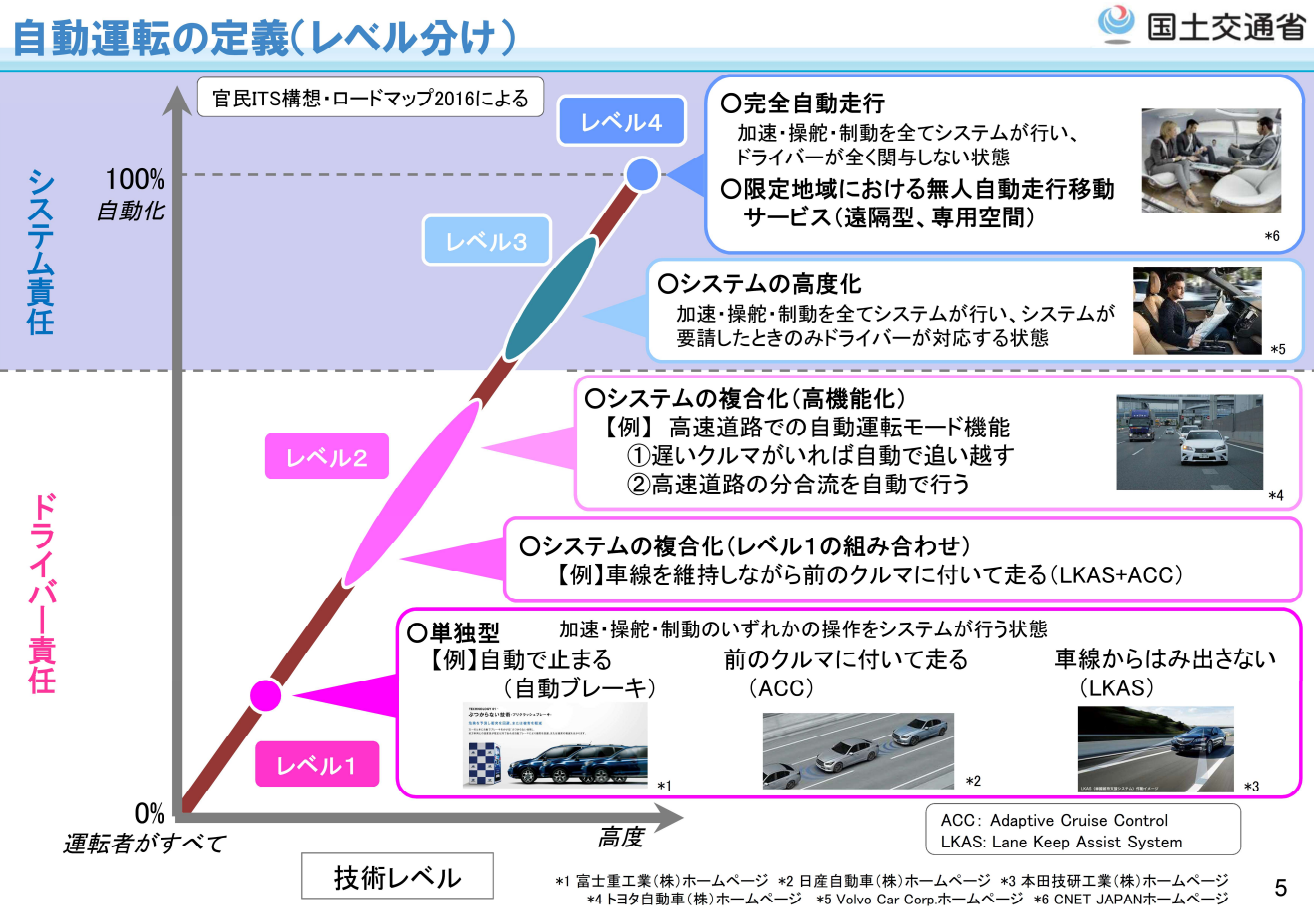 自動運転の定義(レベル分け)
国土交通省
官民ITS構想・ロードマップ2016による
システム責任
ドライバー責任
100%
自動化
0%
運転者がすべて
高度
技術レベル
レベル4
○完全自動走行
加速・操舵・制動を全てシステムが行い、
ドライバーが全く関与しない状態
○限定地域における無人自動走行移動
サービス(遠隔型、専用空間)
*6
レベル3
○システムの高度化
加速・操舵・制動を全てシステムが行い、システムが
要請したときのみドライバーが対応する状態
*5
レベル2
○システムの複合化(高機能化)
【例】 高速道路での自動運転モード機能
①遅いクルマがいれば自動で追い越す
②高速道路の分合流を自動で行う
*4
○システムの複合化(レベル1の組み合わせ)
【例】車線を維持しながら前のクルマに付いて走る(LKAS+ACC)
レベル1
○単独型 加速・操舵・制動のいずれかの操作をシステムが行う状態
【例】自動で止まる
(自動ブレーキ)
ぶつからない技術
*1
前のクルマに付いて走る
(ACC)
*2
車線からはみ出さない
(LKAS)
*3
ACC: Adaptive Cruise Control
LKAS: Lane Keep Assist System
*1 富士重工業(株)ホームページ *2 日産自動車(株)ホームページ *3 本田技研工業(株)ホームページ
*4 トヨタ自動車(株)ホームページ *5 Volvo Car Corp.ホームページ *6 CNET JAPANホームページ
5